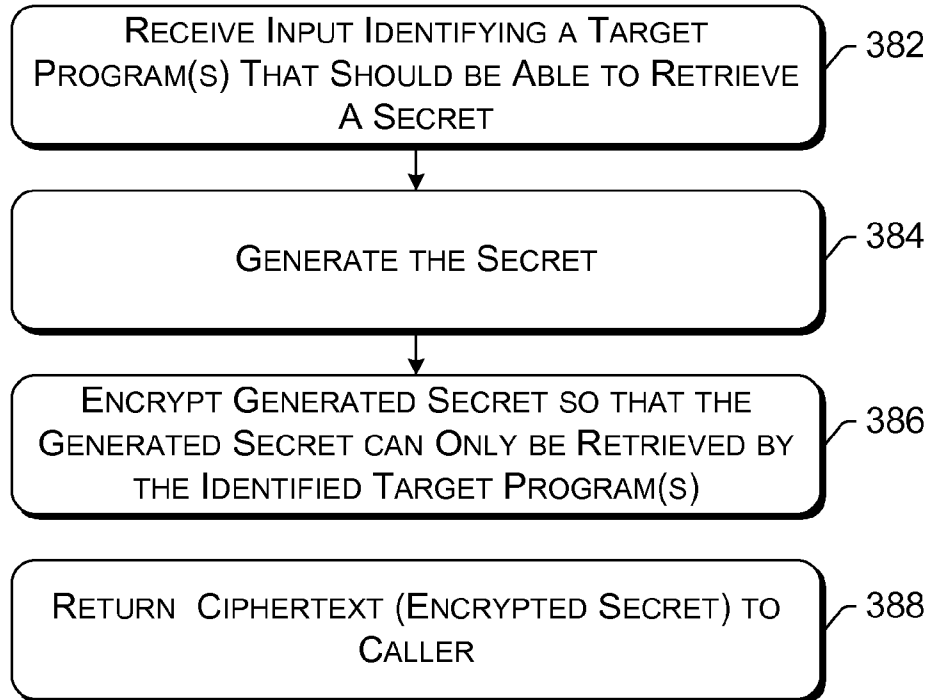 RECEIVE INPUT IDENTIFYING A TARGET
PROGRAM(S) THAT SHOULD BE ABLE TO RETRIEVE
A SECRET
382
GENERATE THE SECRET
384
ENCRYPT GENERATED SECRET SO THAT THE
GENERATED SECRET CAN ONLY BE RETRIEVED BY
THE IDENTIFIED TARGET PROGRAM(S)
386
RETURN CIPHERTEXT (ENCRYPTED SECRET) TO
CALLER
388